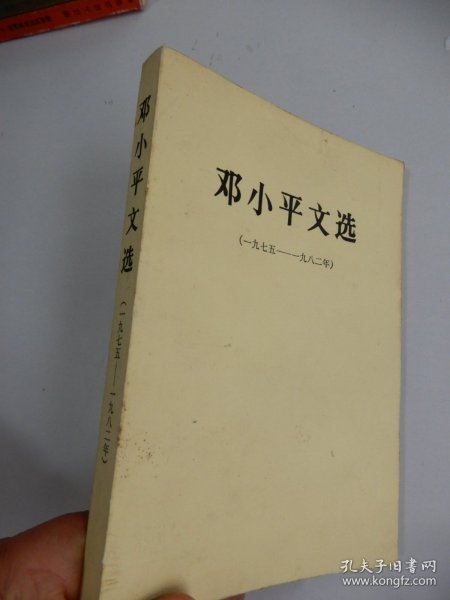 邓小平文选
(一九七五——一九八二年)
邓小平文选
(一九七五——一九八二年)
孔夫子旧书网
www.kongfz.com